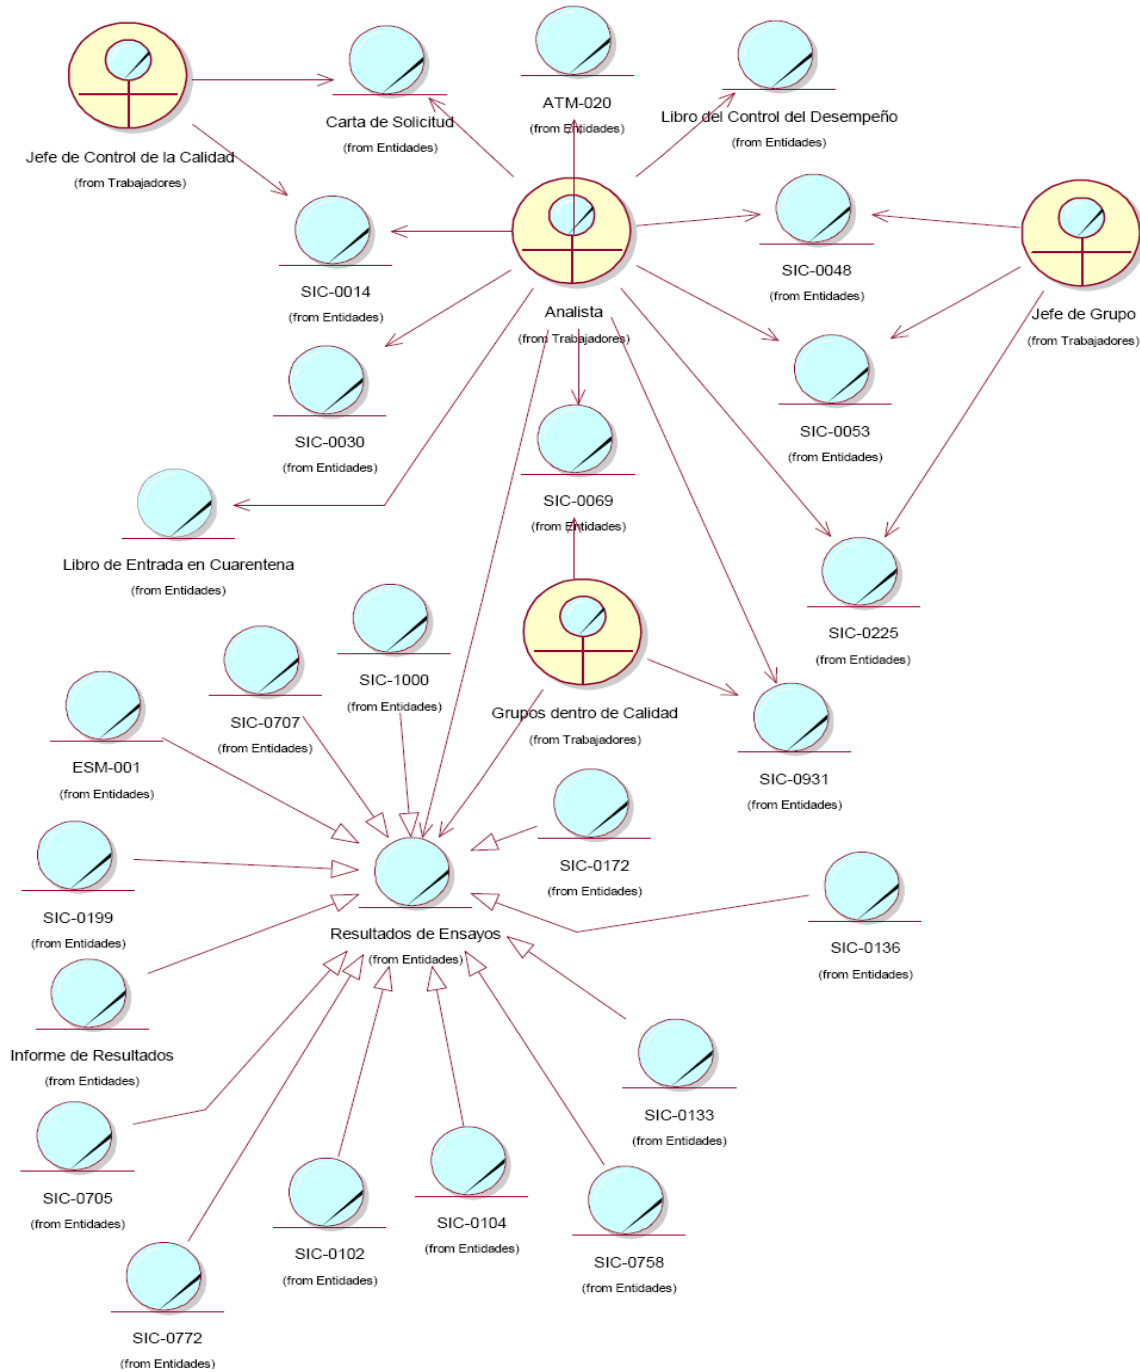 ATM-020
(from Entidades)
Carta de Solicitud
(from Entidades)
Libro del Control del Desempeño
(from Entidades)
Jefe de Control de la Calidad
(from Trabajadores)
SIC-0014
(from Entidades)
Analista
(from Trabajadores)
SIC-0048
(from Entidades)
Jefe de Grupo
(from Trabajadores)
SIC-0030
(from Entidades)
SIC-0053
(from Entidades)
SIC-0069
(from Entidades)
Libro de Entrada en Cuarentena
(from Entidades)
SIC-0225
(from Entidades)
SIC-1000
(from Entidades)
SIC-0707
(from Entidades)
Grupos dentro de Calidad
(from Trabajadores)
ESM-001
(from Entidades)
SIC-0931
(from Entidades)
SIC-0172
(from Entidades)
SIC-0199
(from Entidades)
Resultados de Ensayos
(from Entidades)
SIC-0136
(from Entidades)
Informe de Resultados
(from Entidades)
SIC-0133
(from Entidades)
SIC-0705
(from Entidades)
SIC-0104
(from Entidades)
SIC-0102
(from Entidades)
SIC-0758
(from Entidades)
SIC-0772
(from Entidades)